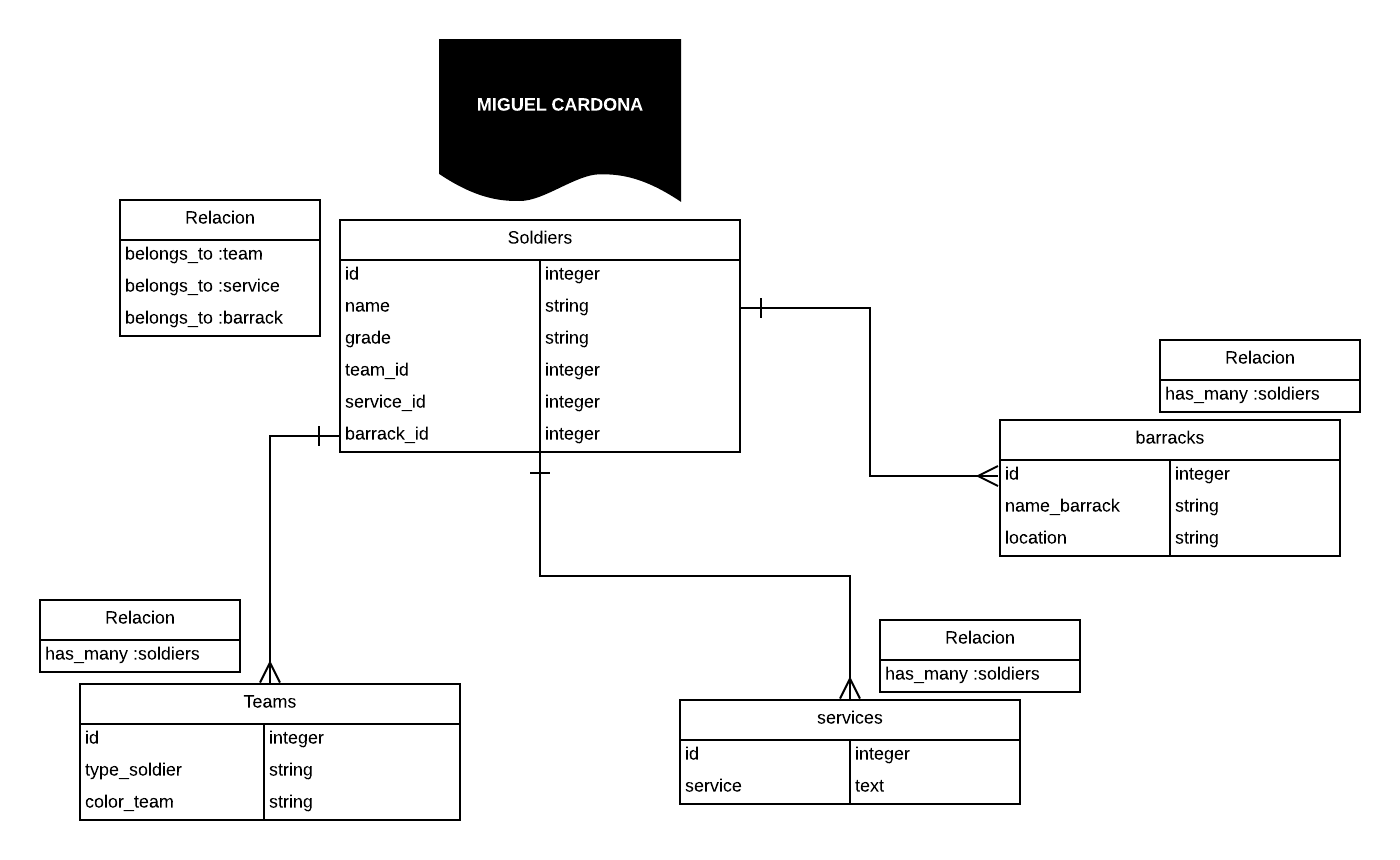 MIGUEL CARDONA
Relacion
belongs_to :team
belongs_to :service
belongs_to :barrack
Soldiers
id integer
name string
grade string
team_id integer
service_id integer
barrack_id integer
Relacion
has_many :soldiers
barracks
id integer
name_barrack string
location string
Relacion
has_many :soldiers
Teams
id integer
type_soldier string
color_team string
Relacion
has_many :soldiers
services
id integer
service text